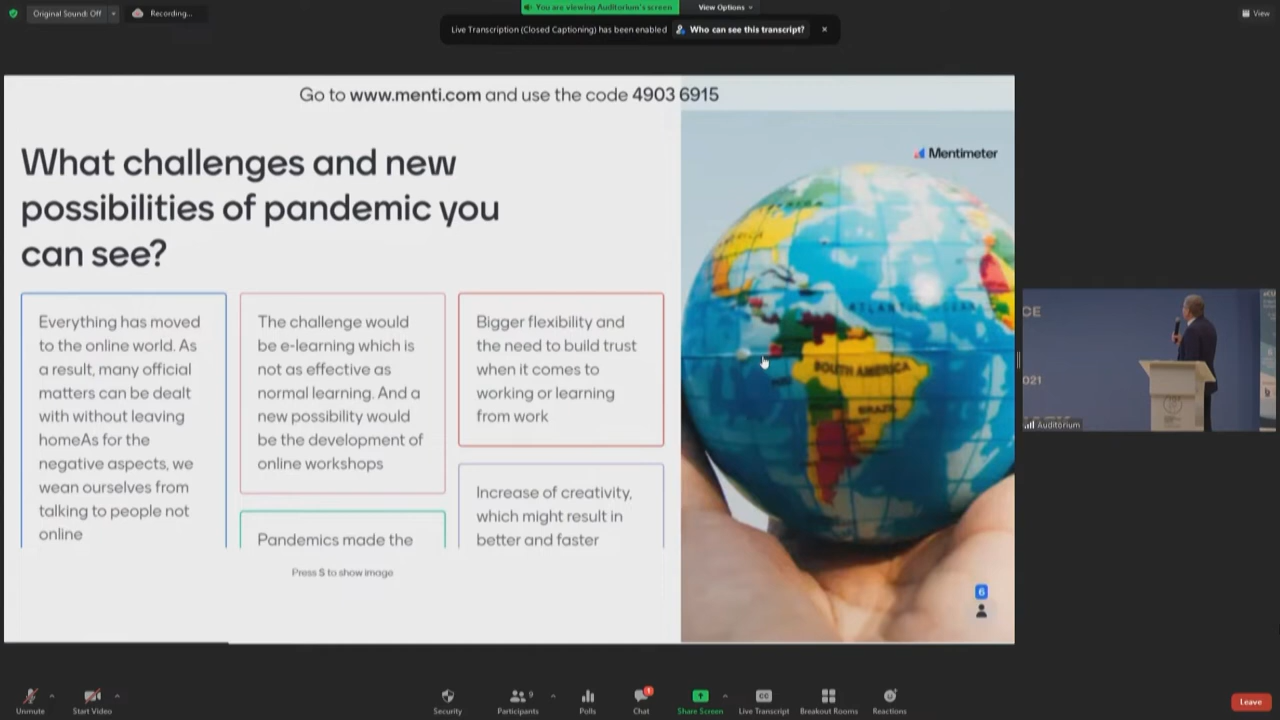 Original Sound: Off
Recording...
You are viewing Auditorium's screen
View Options
View
Live Transcription (Closed Captioning) has been enabled
Who can see this transcript?
Go to www.menti.com and use the code 4903 6915
Mentimeter
What challenges and new
possibilities of pandemic you
can see?
Everything has moved
to the online world. As
a result, many official
matters can be dealt
with without leaving
homeAs for the
negative aspects, we
wean ourselves from
talking to people not
online
The challenge would
be e-learning which is
not as effective as
normal learning. And a
new possibility would
be the development of
online workshops
Pandemics made the
Bigger flexibility and
the need to build trust
when it comes to
working or learning
from work
Increase of creativity,
which might result in
better and faster
Press S to show image
ATLANTIC OCEAN
SOUTH AMERICA
BRAZIL
6
CE
021
Auditorium
Unmute
Start Video
Security
Participants
9
Polls
Chat
1
Share Screen
CC
Live Transcript
Breakout Rooms
Reactions
Leave